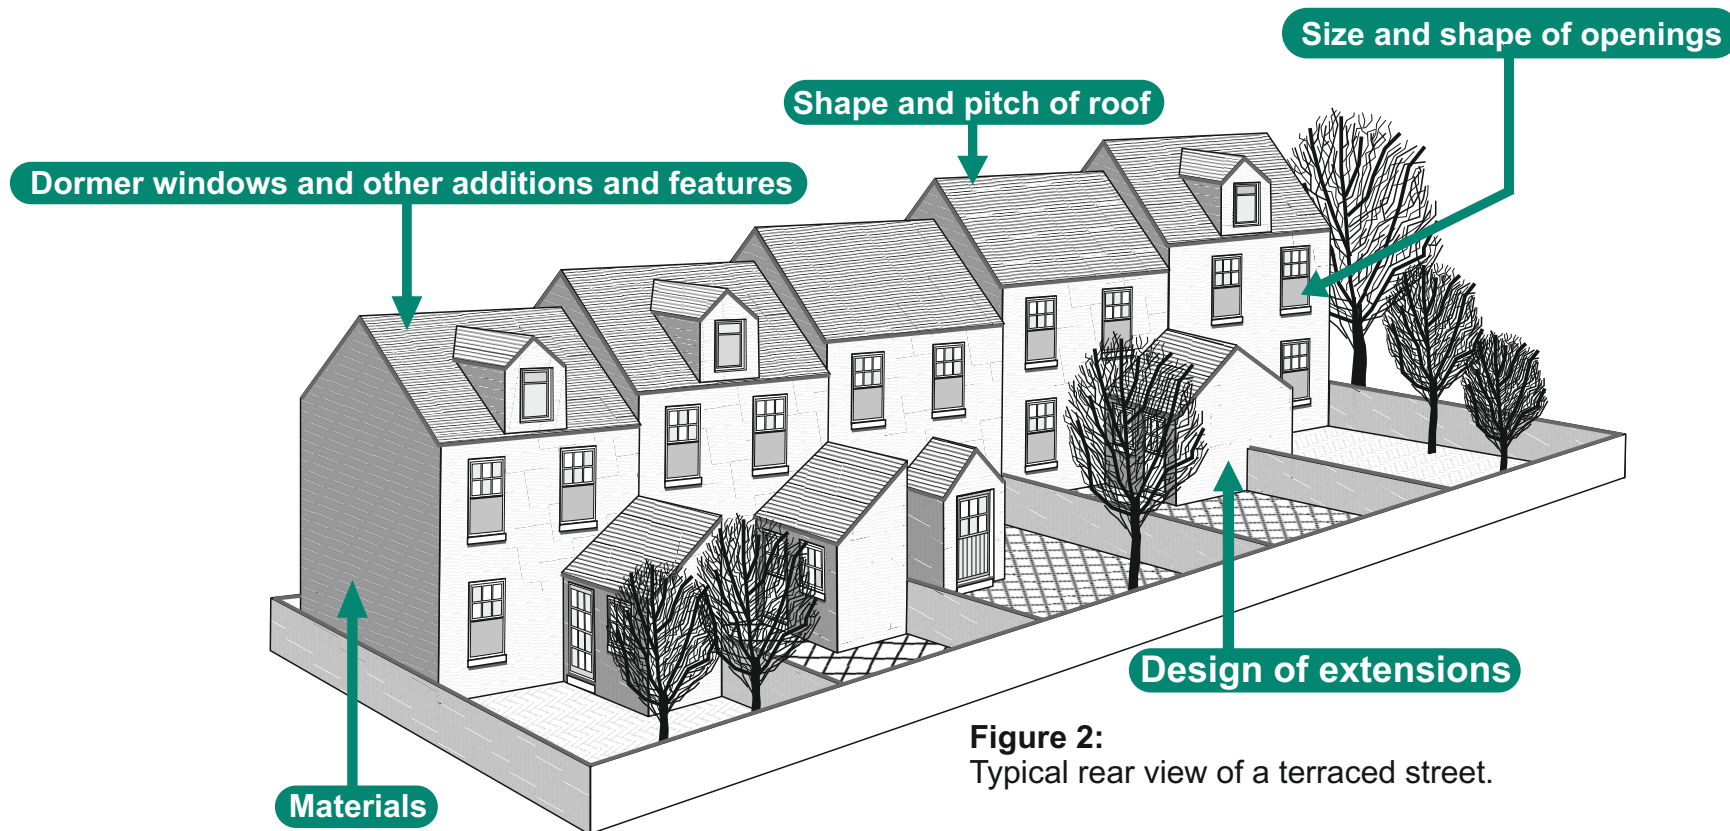 Size and shape of openings
Shape and pitch of roof
Dormer windows and other additions and features
Design of extensions
Figure 2:
Typical rear view of a terraced street.
Materials